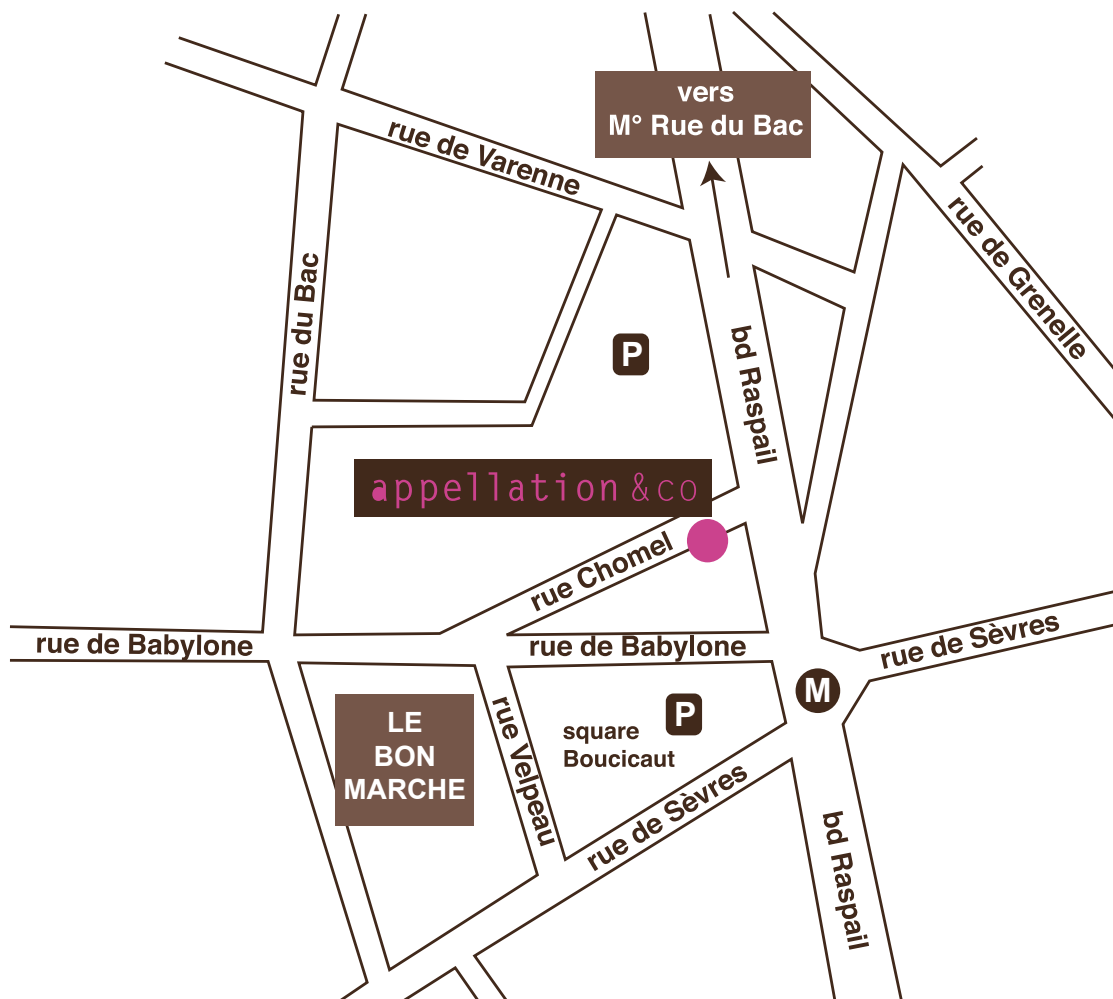 vers
M° Rue du Bac
rue de Varenne
rue de Grenelle
rue du Bac
P
bd Raspail
appellation &co
rue Chomel
rue de Babylone
rue de Babylone
rue de Sèvres
M
LE
BON
MARCHE
rue Velpeau
P
square
Boucicaut
rue de Sèvres
bd Raspail